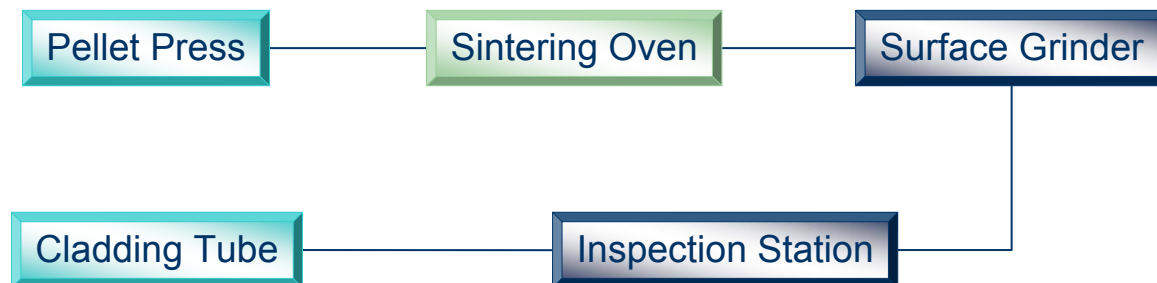 Pellet Press
Sintering Oven
Surface Grinder
Cladding Tube
Inspection Station